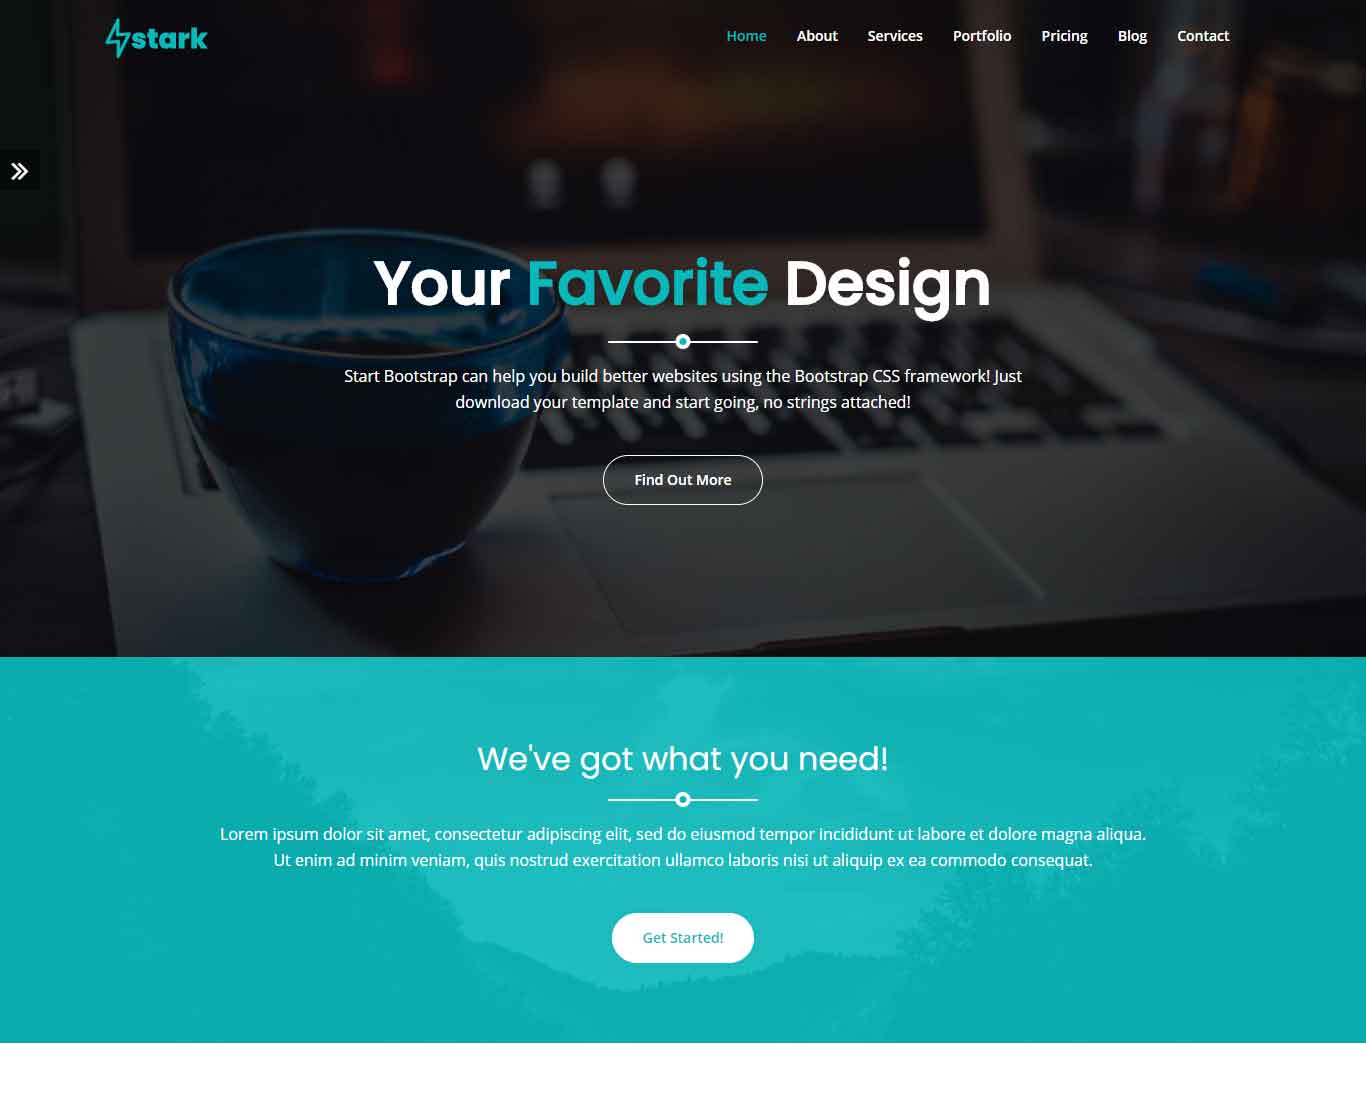 stark
Home About Services Portfolio Pricing Blog Contact
Your Favorite Design
Start Bootstrap can help you build better websites using the Bootstrap CSS framework! Just
download your template and start going, no strings attached!
Find Out More
We've got what you need!
Lorem ipsum dolor sit amet, consectetur adipiscing elit, sed do eiusmod tempor incididunt ut labore et dolore magna aliqua.
Ut enim ad minim veniam, quis nostrud exercitation ullamco laboris nisi ut aliquip ex ea commodo consequat.
Get Started!